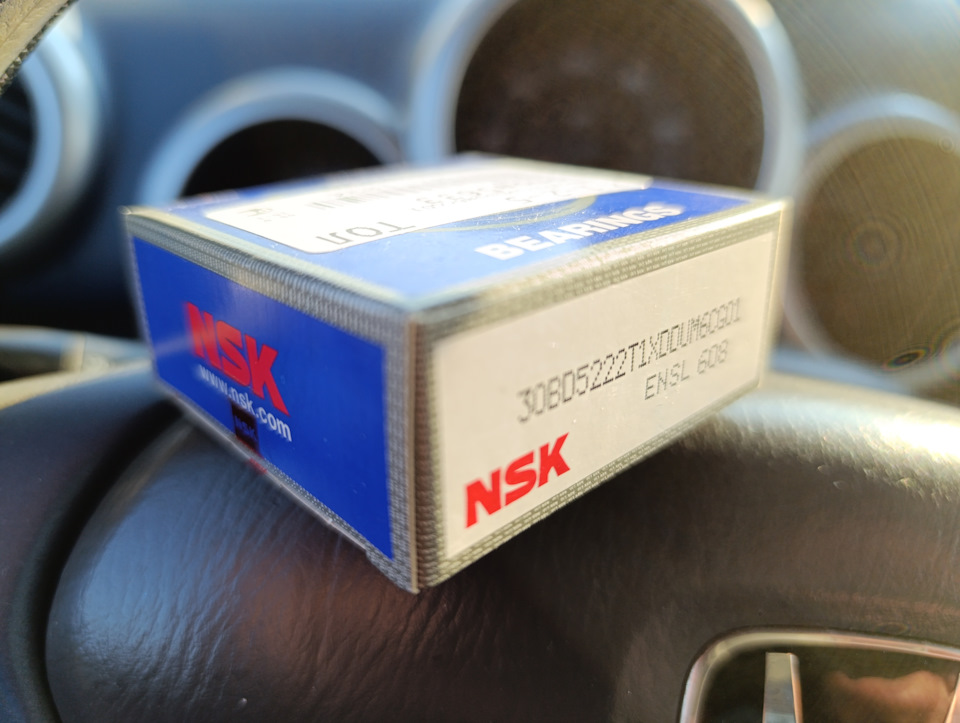 BEARINGS
NSK
www.nsk.com
30BD5222T1XDDUM6CG01
ENSL 608
NSK